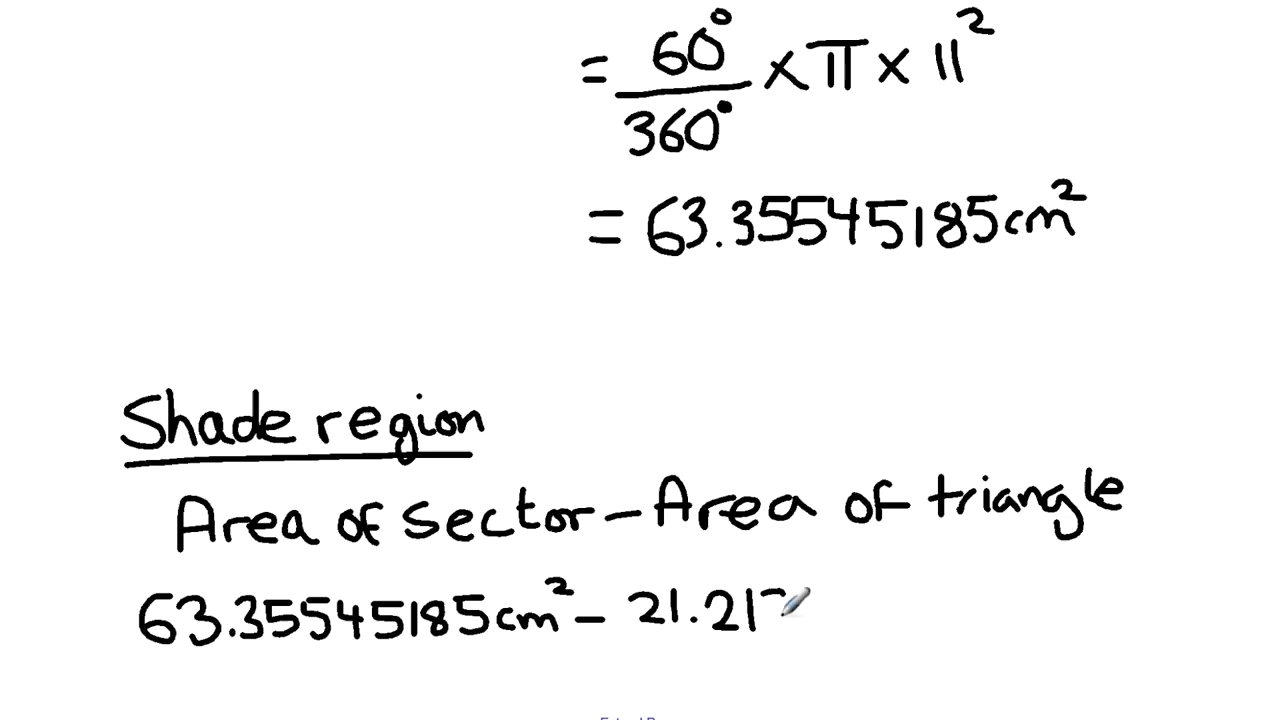 = 60°/360° × π × 11²
= 63.35545185cm²
Shade region
Area of sector - Area of triangle
63.35545185cm² - 21.21